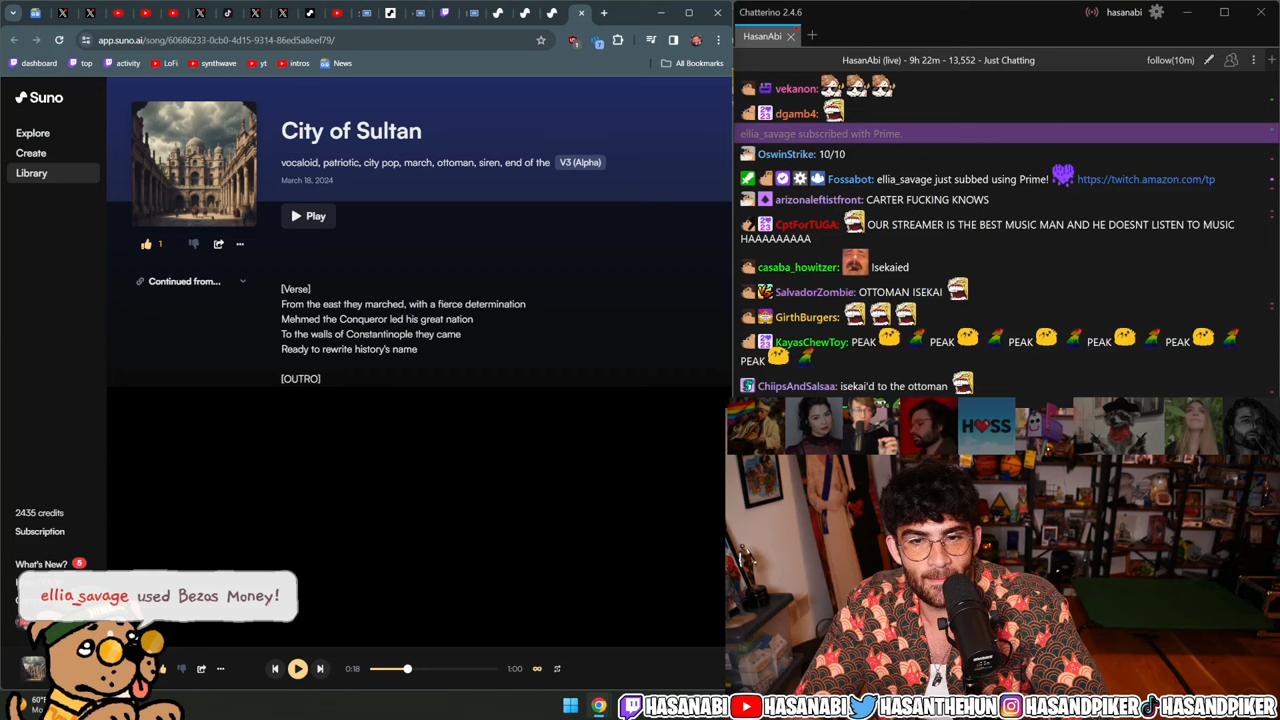 app.suno.ai/song/60686233-0cb0-4d15-9314-86ed5a8eef79/
dashboard
top
activity
LoFi
synthwave
yt
intros
News
All Bookmarks
Suno
Explore
Create
Library
City of Sultan
vocaloid, patriotic, city pop, march, ottoman, siren, end of the V3 (Alpha)
March 18, 2024
Play
1
Continued from...
[Verse]
From the east they marched, with a fierce determination
Mehmed the Conqueror led his great nation
To the walls of Constantinople they came
Ready to rewrite history's name
[OUTRO]
2435 credits
Subscription
What's New? 5
ellia_savage used Bezos Money!
0:18
1:00
60°F
Chatterino 2.4.6
hasanabi
HasanAbi
HasanAbi (live) - 9h 22m - 13,552 - Just Chatting
follow(10m)
vekanon:
dgamb4:
ellia_savage subscribed with Prime.
OswinStrike: 10/10
Fossabot: ellia_savage just subbed using Prime! https://twitch.amazon.com/tp
arizonaleftistfront: CARTER FUCKING KNOWS
CptForTUGA: OUR STREAMER IS THE BEST MUSIC MAN AND HE DOESNT LISTEN TO MUSIC
HAAAAAAAAA
casaba_howitzer: Isekaied
SalvadorZombie: OTTOMAN ISEKAI
GirthBurgers:
KayasChewToy: PEAK PEAK PEAK PEAK PEAK
PEAK
ChiipsAndSalsaa: isekai'd to the ottoman
HOSS
HASANABI HASANABI HASANTHEHUN HASANDPIKER HASANDPIKER